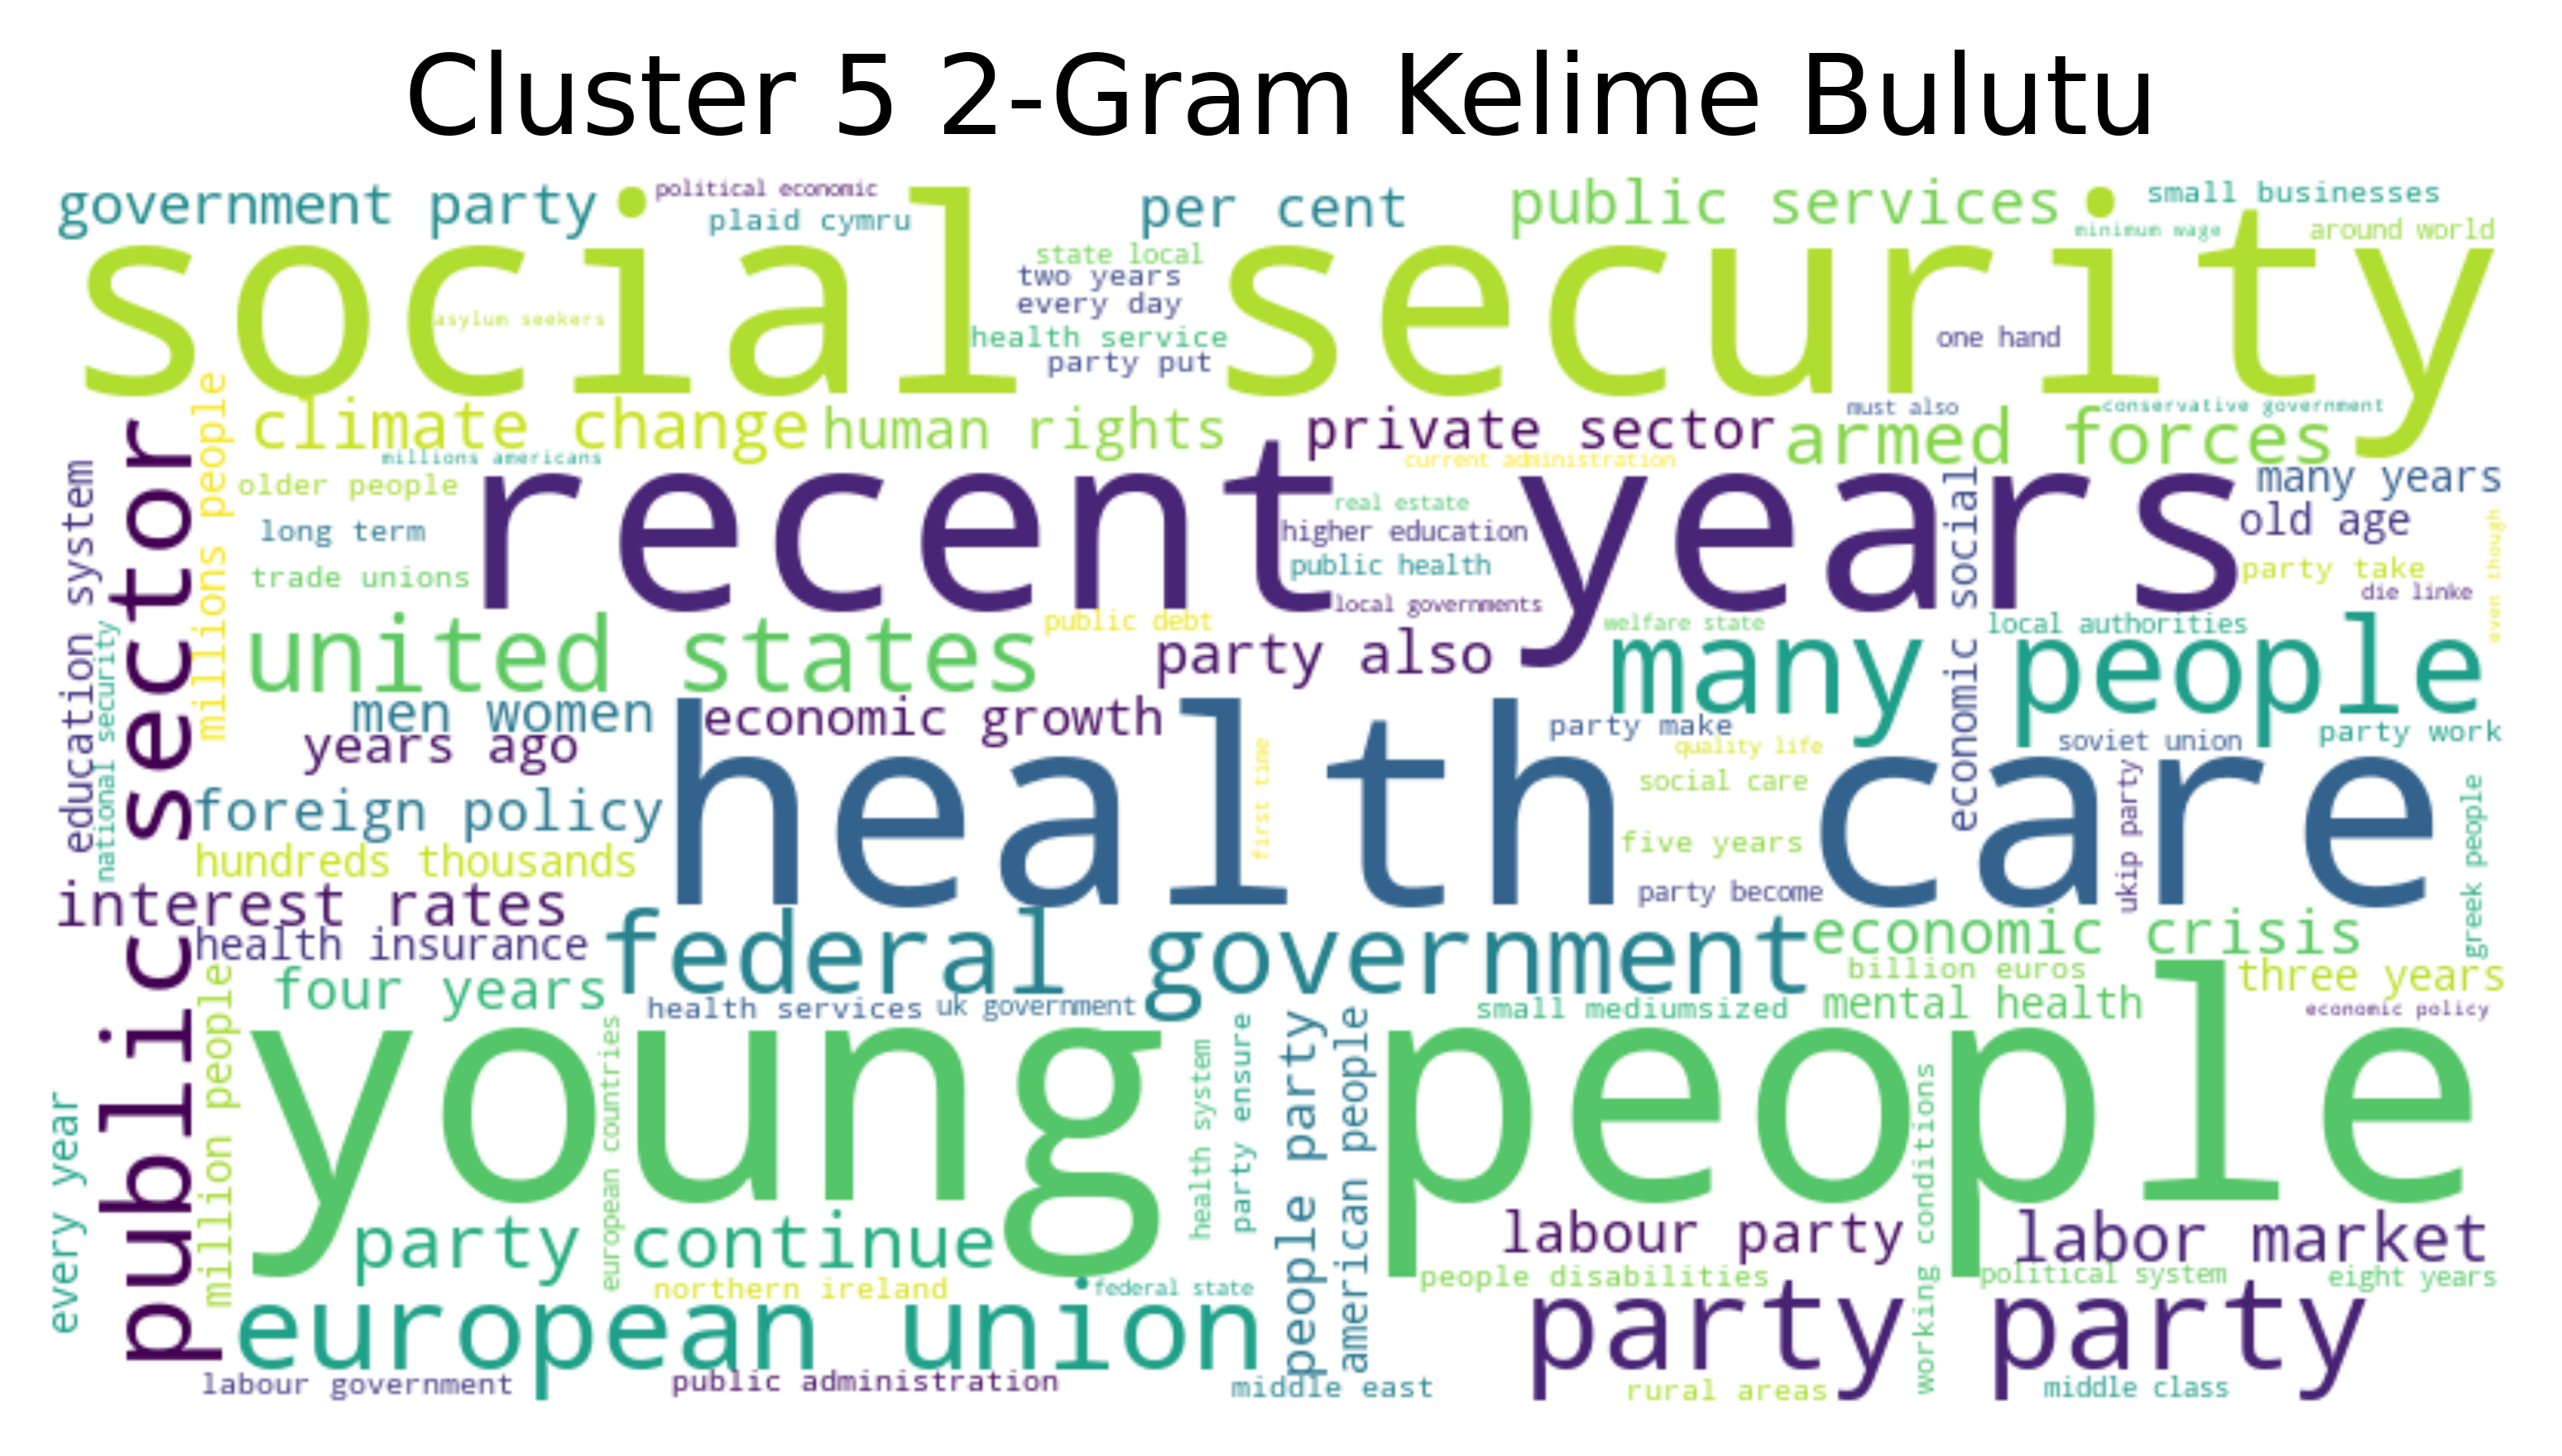 Cluster 5 2-Gram Kelime Bulutu
government party
political economic
plaid cymru
per cent
public services
small businesses
minimum wage
around world
social security
state local
two years
every day
asylum seekers
health service
one hand
party put
millions people
climate change
human rights
private sector
must also
conservative government
armed forces
millions americans
current administration
recent years
many years
older people
real estate
old age
long term
higher education
public health
trade unions
party take
die linke
even though
local governments
education system
public sector
economic social
united states
public debt
welfare state
local authorities
party also
many people
national security
men women
economic growth
party make
quality life
soviet union
party work
years ago
health care
first time
social care
foreign policy
five years
ukip party
greek people
hundreds thousands
party become
interest rates
health insurance
federal government
economic crisis
billion euros
three years
four years
health services
uk government
small mediumsized
mental health
economic policy
million people
young people
european countries
health system
party ensure
people party
american people
working conditions
every year
party continue
labour party
labor market
northern ireland
federal state
people disabilities
political system
eight years
european union
party party
labour government
public administration
middle east
rural areas
middle class